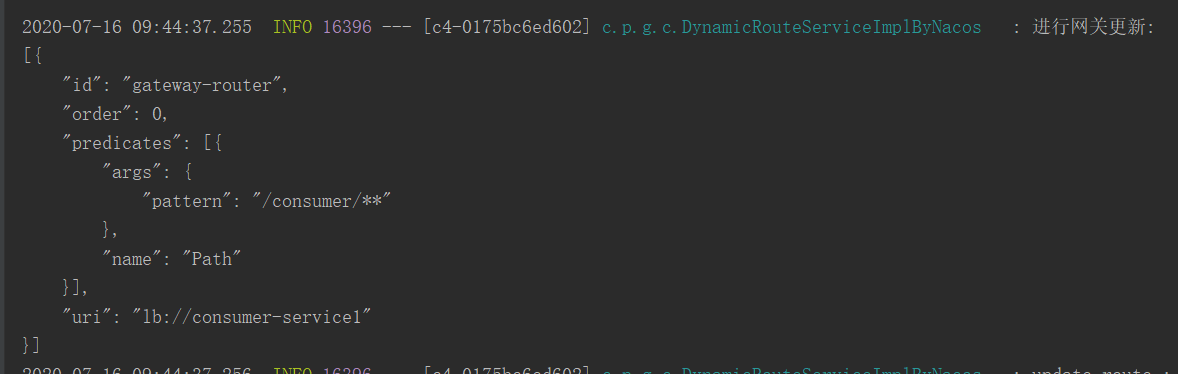 2020-07-16 09:44:37.255  INFO 16396 --- [c4-0175bc6ed602] c.p.g.c.DynamicRouteServiceImplByNacos   : 进行网关更新:
[{
    "id": "gateway-router",
    "order": 0,
    "predicates": [{
        "args": {
            "pattern": "/consumer/**"
        },
        "name": "Path"
    }],
    "uri": "lb://consumer-service1"
}]
2020-07-16 09:44:37.256  INFO 16396 --- [c4-0175bc6ed602] c.p.g.c.DynamicRouteServiceImplByNacos   : update route :